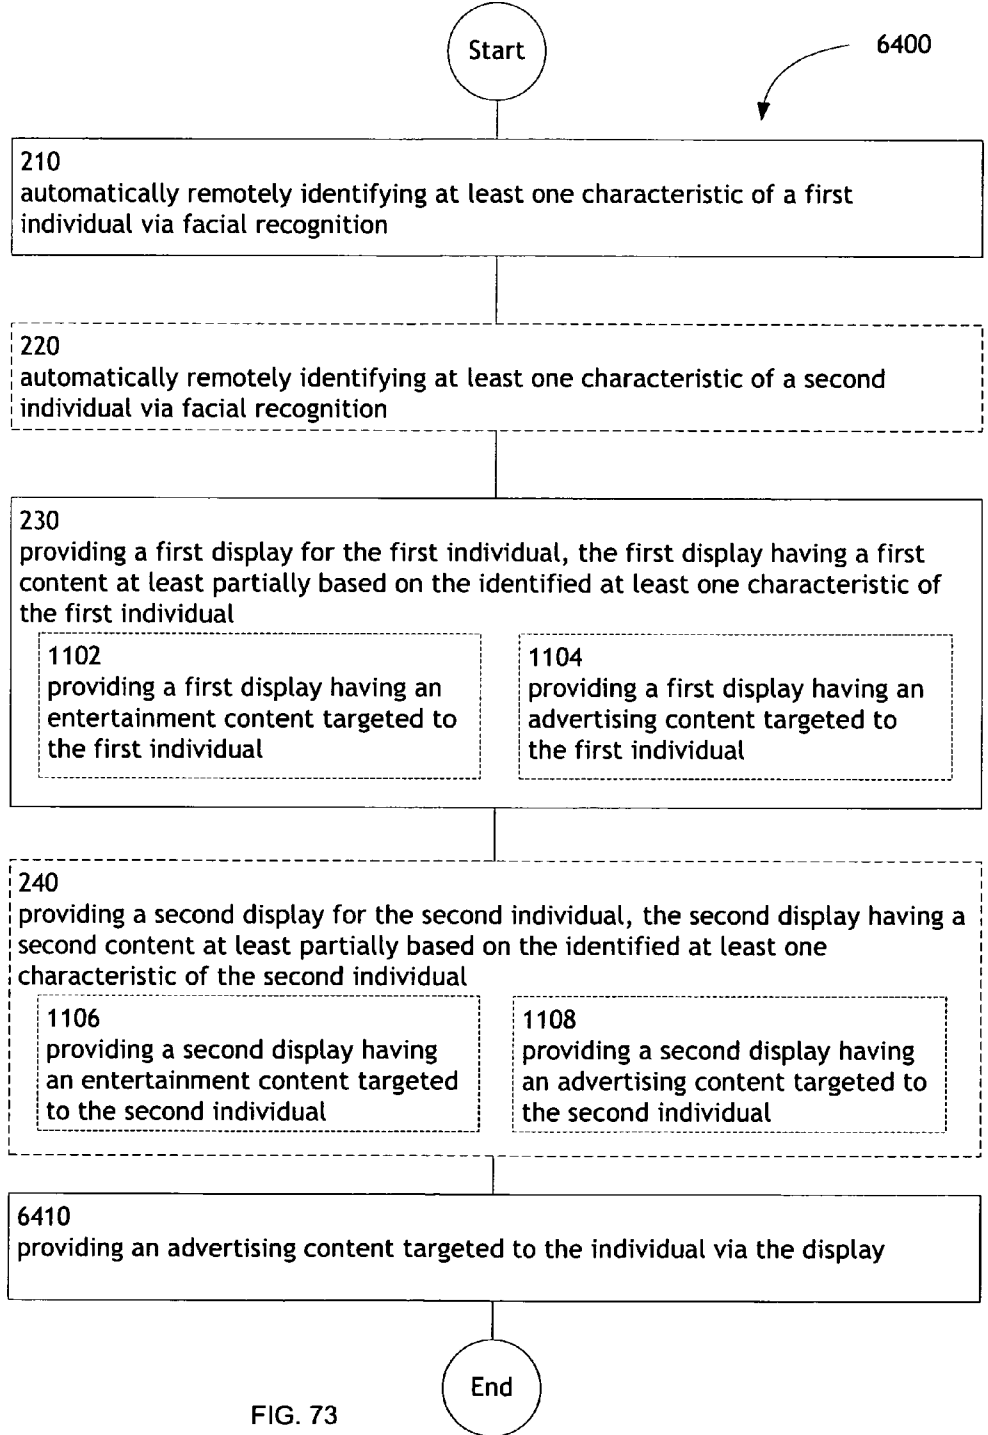 Start
6400
210
automatically remotely identifying at least one characteristic of a first
individual via facial recognition
220
automatically remotely identifying at least one characteristic of a second
individual via facial recognition
230
providing a first display for the first individual, the first display having a first
content at least partially based on the identified at least one characteristic of
the first individual
1102
providing a first display having an
entertainment content targeted to
the first individual
1104
providing a first display having an
advertising content targeted to
the first individual
240
providing a second display for the second individual, the second display having a
second content at least partially based on the identified at least one
characteristic of the second individual
1106
providing a second display having
an entertainment content targeted
to the second individual
1108
providing a second display having
an advertising content targeted to
the second individual
6410
providing an advertising content targeted to the individual via the display
End
FIG. 73